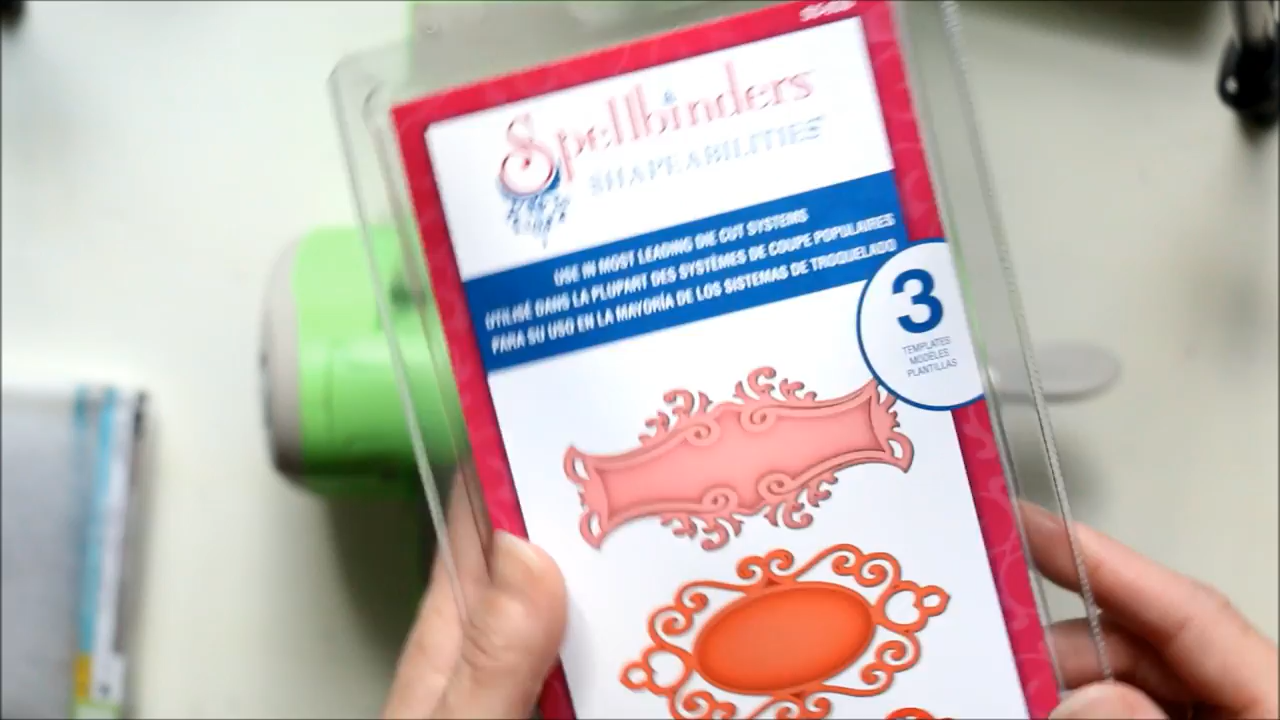 Spellbinders
SHAPEABILITIES
USE IN MOST LEADING DIE CUT SYSTEMS
UTILISÉ DANS LA PLUPART DES SYSTÈMES DE COUPE POPULAIRES
PARA SU USO EN LA MAYORÍA DE LOS SISTEMAS DE TROQUELADO
3
TEMPLATES
MODÈLES
PLANTILLAS